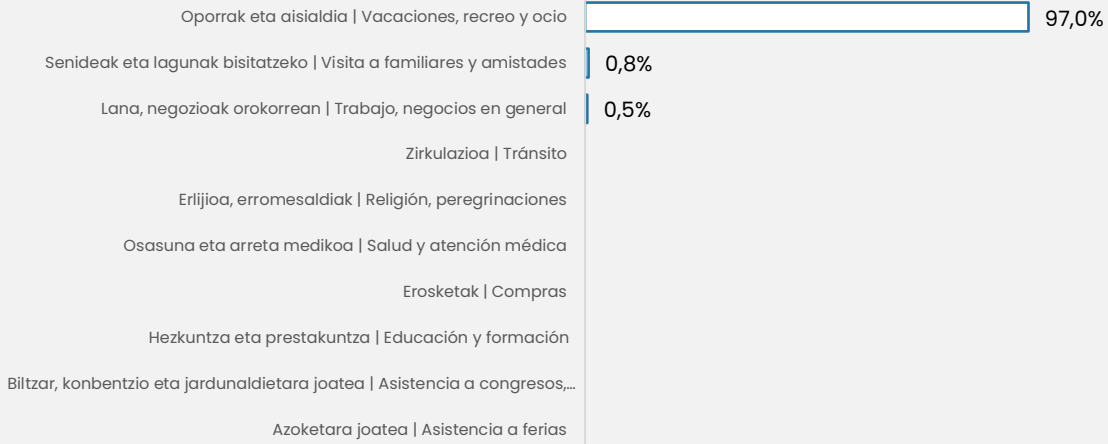 Oporrak eta aisialdia | Vacaciones, recreo y ocio 97,0%
Senideak eta lagunak bisitatzeko | Visita a familiares y amistades 0,8%
Lana, negozioak orokorrean | Trabajo, negocios en general 0,5%
Zirkulazioa | Tránsito
Erlijioa, erromesaldiak | Religión, peregrinaciones
Osasuna eta arreta medikoa | Salud y atención médica
Erosketak | Compras
Hezkuntza eta prestakuntza | Educación y formación
Biltzar, konbentzio eta jardunaldietara joatea | Asistencia a congresos,...
Azoketara joatea | Asistencia a ferias